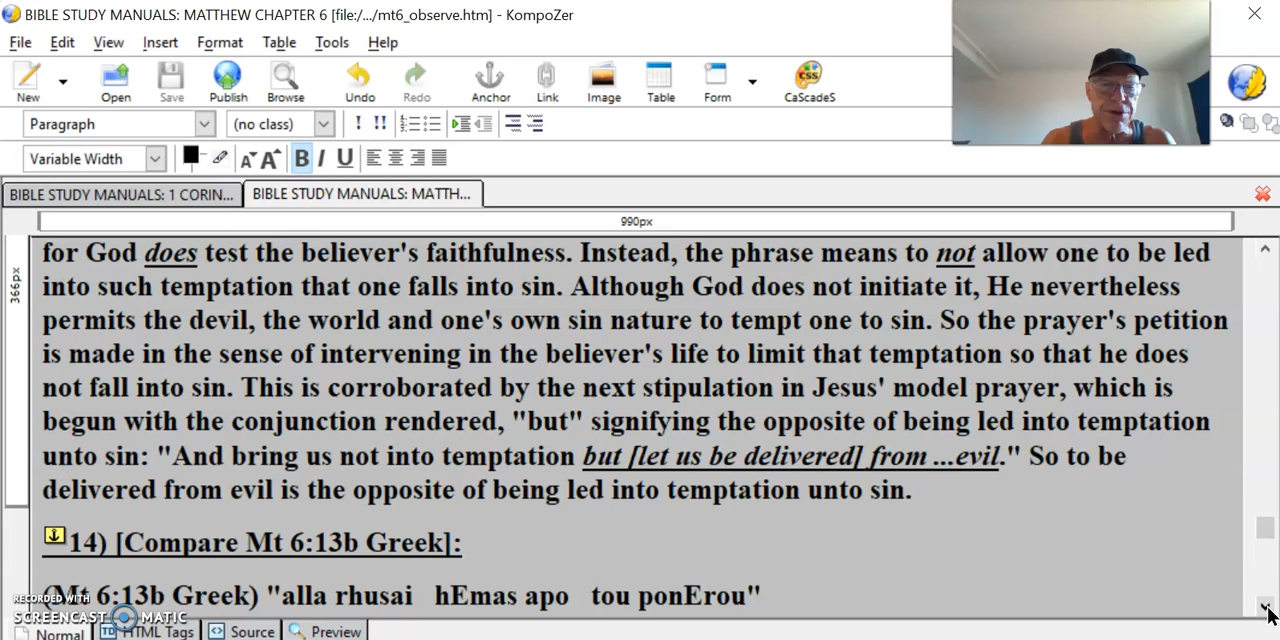 BIBLE STUDY MANUALS: MATTHEW CHAPTER 6 [file:/.../mt6_observe.htm] - KompoZer
File Edit View Insert Format Table Tools Help
New Open Save Publish Browse Undo Redo Anchor Link Image Table Form CaScadeS
Paragraph (no class) ! !!
Variable Width A A B I U
BIBLE STUDY MANUALS: 1 CORIN... BIBLE STUDY MANUALS: MATTH...
990px
366px
for God does test the believer's faithfulness. Instead, the phrase means to not allow one to be led
into such temptation that one falls into sin. Although God does not initiate it, He nevertheless
permits the devil, the world and one's own sin nature to tempt one to sin. So the prayer's petition
is made in the sense of intervening in the believer's life to limit that temptation so that he does
not fall into sin. This is corroborated by the next stipulation in Jesus' model prayer, which is
begun with the conjunction rendered, "but" signifying the opposite of being led into temptation
unto sin: "And bring us not into temptation but [let us be delivered] from ...evil." So to be
delivered from evil is the opposite of being led into temptation unto sin.
14) [Compare Mt 6:13b Greek]:
(Mt 6:13b Greek) "alla rhusai hEmas apo tou ponErou"
RECORDED WITH
SCREENCAST MATIC
Normal TD HTML Tags Source Preview